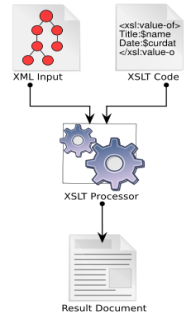 <xsl:value-of>
Title:$name
Date:$curdat
</xsl:value-o
XML Input
XSLT Code
XSLT Processor
Result Document